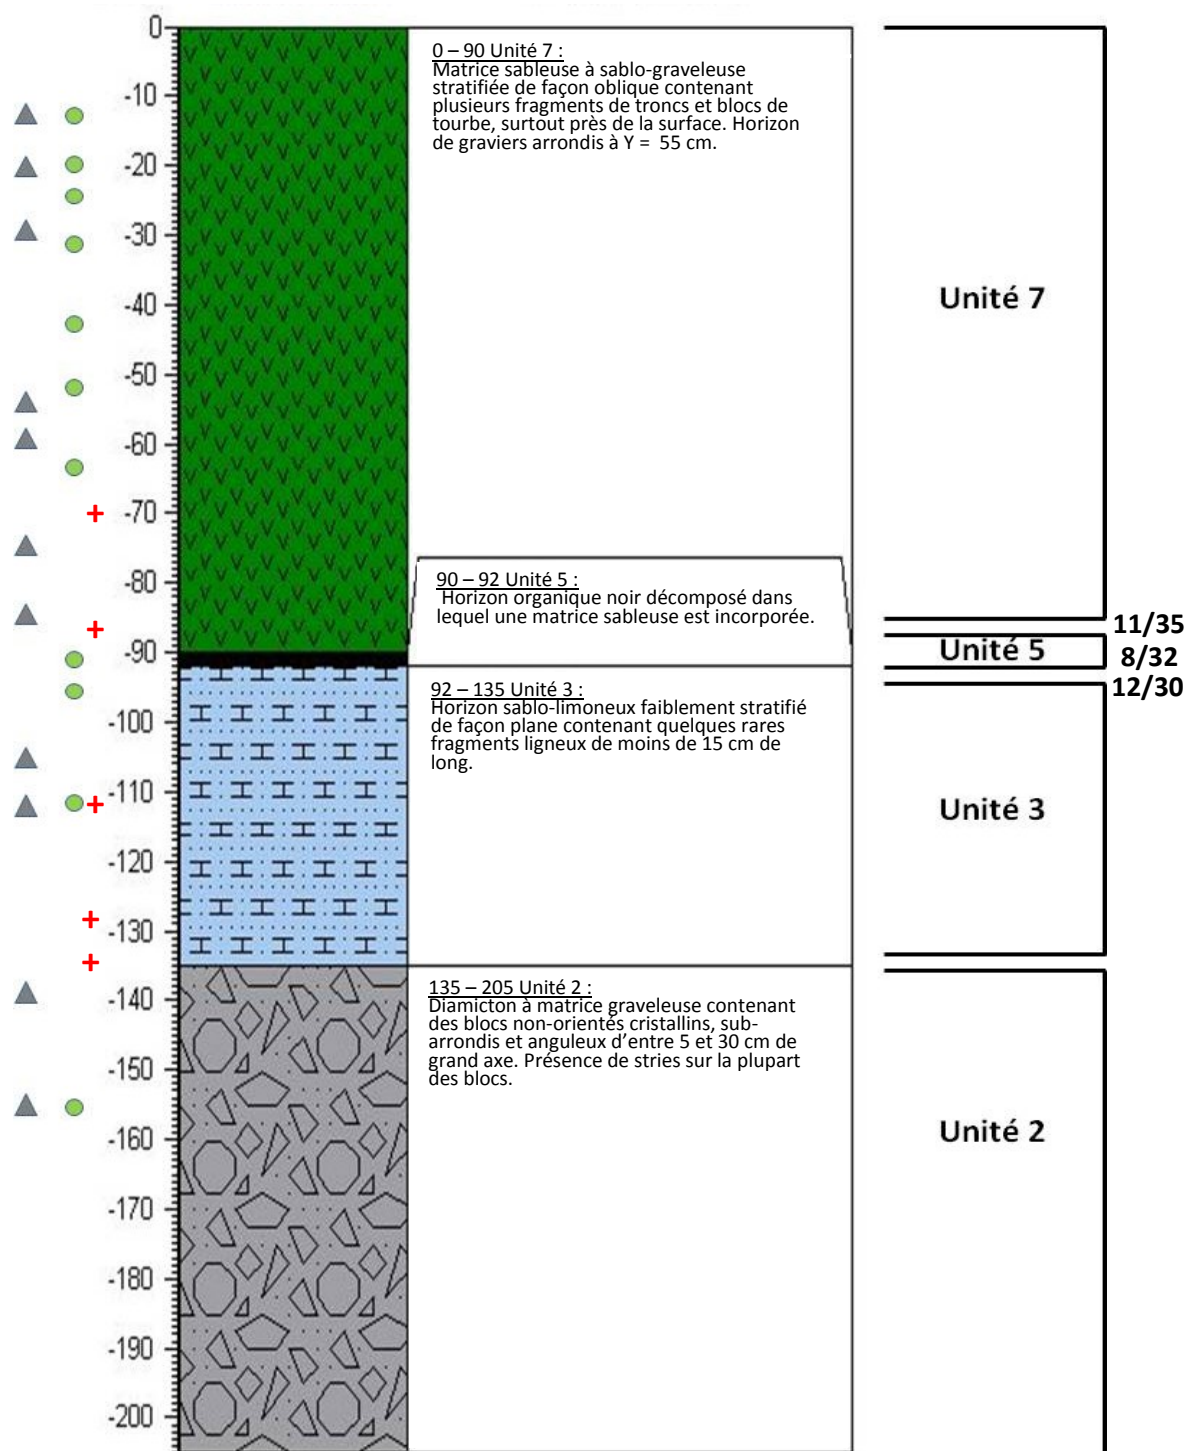 0
-10
-20
-30
-40
-50
-60
-70
-80
-90
-100
-110
-120
-130
-140
-150
-160
-170
-180
-190
-200
0 – 90 Unité 7 :
Matrice sableuse à sablo-graveleuse
stratifiée de façon oblique contenant
plusieurs fragments de troncs et blocs de
tourbe, surtout près de la surface. Horizon
de graviers arrondis à Y = 55 cm.
90 – 92 Unité 5 :
Horizon organique noir décomposé dans
lequel une matrice sableuse est incorporée.
92 – 135 Unité 3 :
Horizon sablo-limoneux faiblement stratifié
de façon plane contenant quelques rares
fragments ligneux de moins de 15 cm de
long.
135 – 205 Unité 2 :
Diamicton à matrice graveleuse contenant
des blocs non-orientés cristallins, sub-
arrondis et anguleux d’entre 5 et 30 cm de
grand axe. Présence de stries sur la plupart
des blocs.
Unité 7
11/35
Unité 5
8/32
12/30
Unité 3
Unité 2